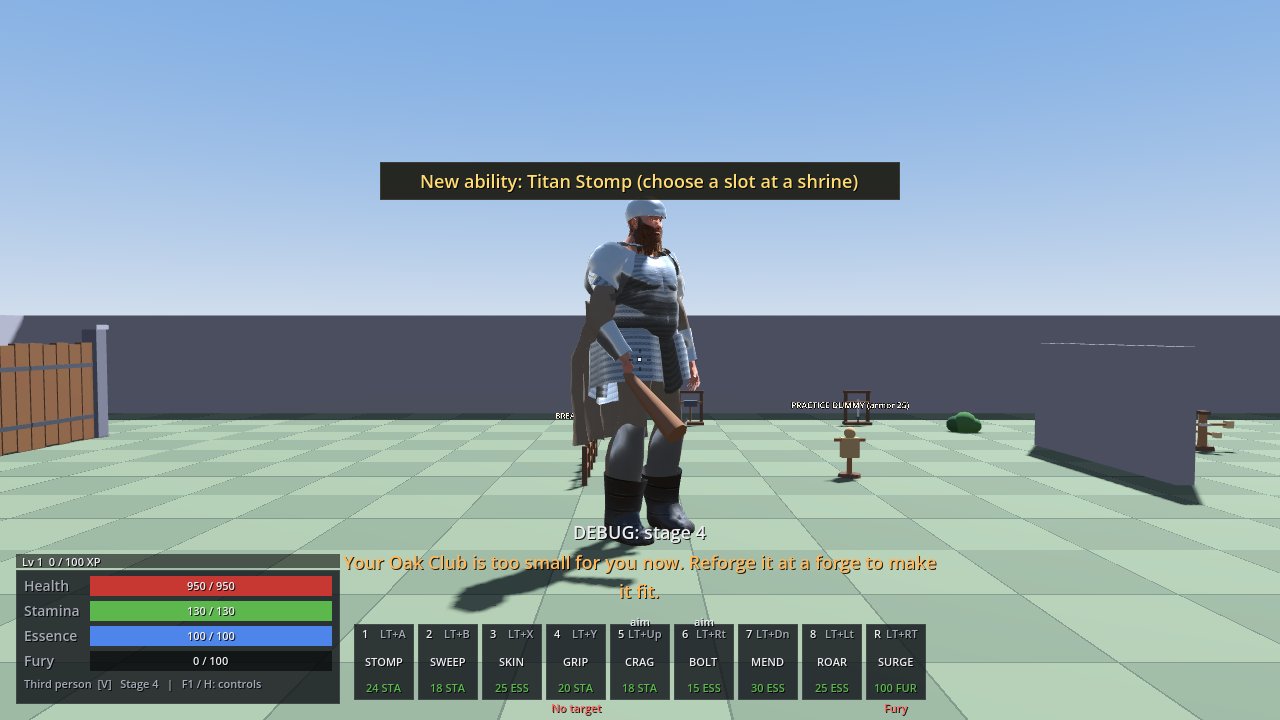 New ability: Titan Stomp (choose a slot at a shrine)
BREA
PRACTICE DUMMY (armor 22)
DEBUG: stage 4
Your Oak Club is too small for you now. Reforge it at a forge to make
it fit.
Lv 1 0 / 100 XP
Health 950 / 950
Stamina 130 / 130
Essence 100 / 100
Fury 0 / 100
Third person [V] Stage 4 | F1 / H: controls
aim aim
1 LT+A 2 LT+B 3 LT+X 4 LT+Y 5 LT+Up 6 LT+Rt 7 LT+Dn 8 LT+Lt R LT+RT
STOMP SWEEP SKIN GRIP CRAG BOLT MEND ROAR SURGE
24 STA 18 STA 25 ESS 20 STA 18 STA 15 ESS 30 ESS 25 ESS 100 FUR
No target Fury